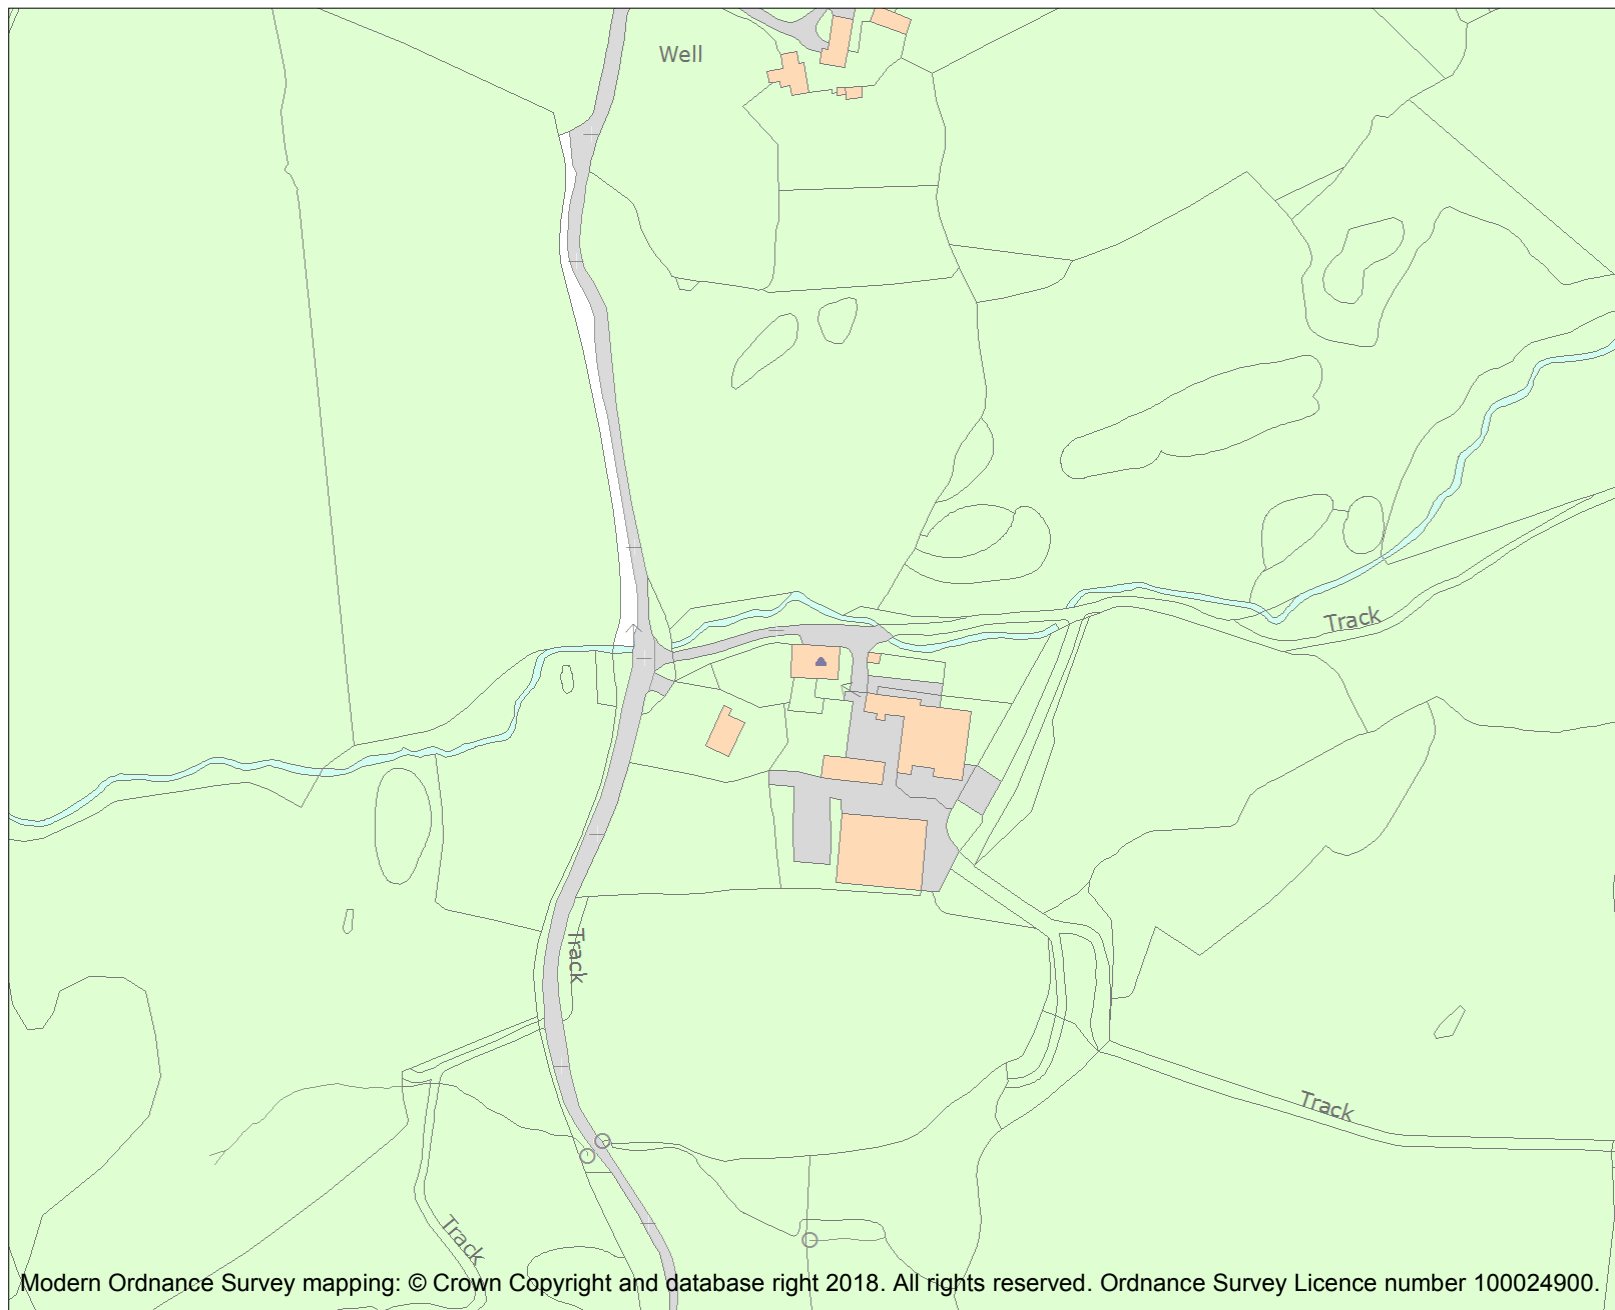 Well
Track
Track
Track
Track
Modern Ordnance Survey mapping: © Crown Copyright and database right 2018. All rights reserved. Ordnance Survey Licence number 100024900.